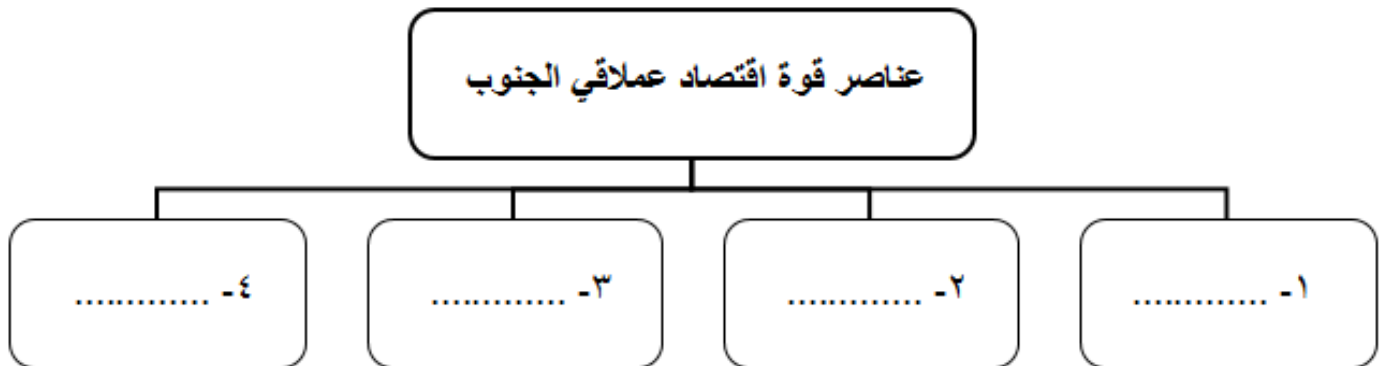 عناصر قوة اقتصاد عملاقي الجنوب
١- .............
٢- .............
٣- .............
٤- .............